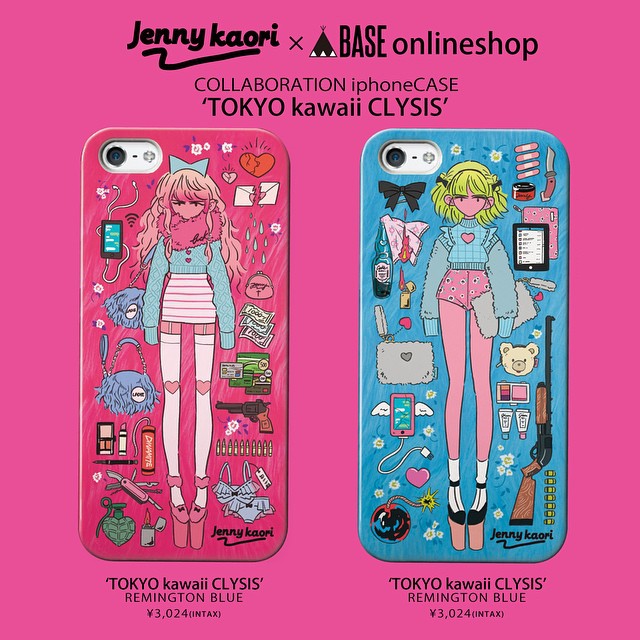 Jenny kaori × BASE onlineshop
COLLABORATION iphoneCASE
‘TOKYO kawaii CLYSIS’
DYNAMITE
Jenny kaori
Jenny kaori
‘TOKYO kawaii CLYSIS’
REMINGTON BLUE
¥3,024(INTAX)
‘TOKYO kawaii CLYSIS’
REMINGTON BLUE
¥3,024(INTAX)